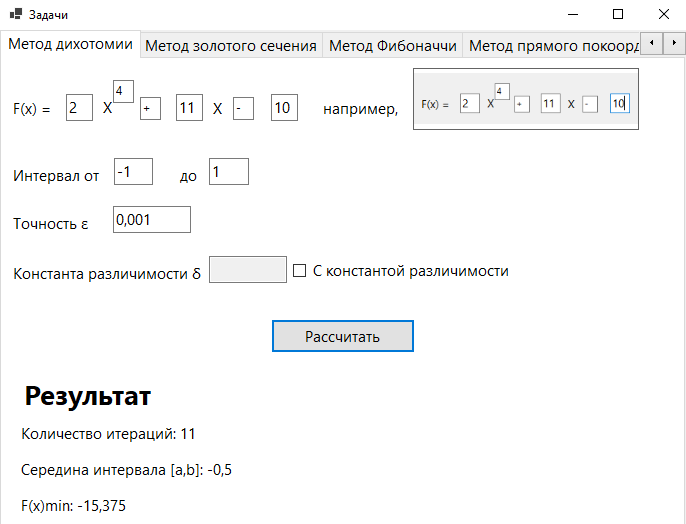 Задачи
Метод дихотомии Метод золотого сечения Метод Фибоначчи Метод прямого покоорд
F(x) = 2 X 4 + 11 X - 10 например, F(x) = 2 X 4 + 11 X - 10
Интервал от -1 до 1
Точность ε 0,001
Константа различимости δ С константой различимости
Рассчитать
Результат
Количество итераций: 11
Середина интервала [a,b]: -0,5
F(x)min: -15,375